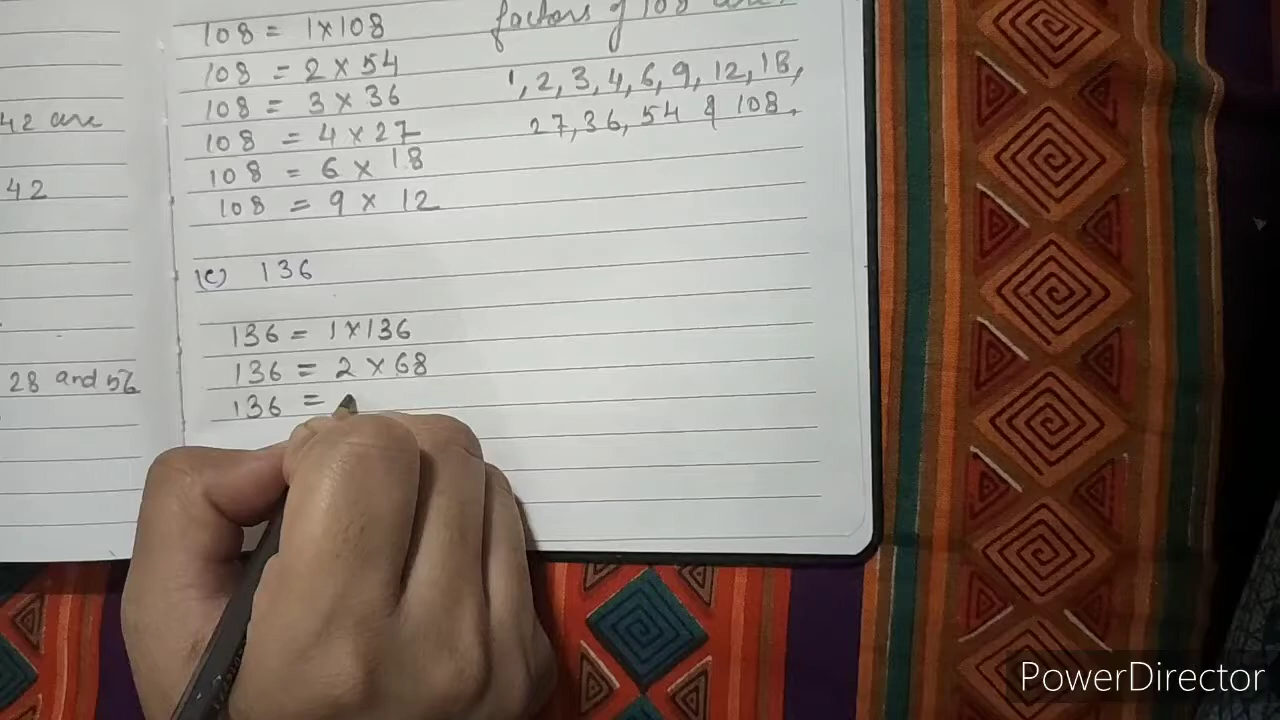 42 are
42
28 and 56
108 = 1 × 108
108 = 2 × 54
108 = 3 × 36
108 = 4 × 27
108 = 6 × 18
108 = 9 × 12
factors of 108 are
1, 2, 3, 4, 6, 9, 12, 18,
27, 36, 54 & 108.
(c) 136
136 = 1 × 136
136 = 2 × 68
136 =
PowerDirector